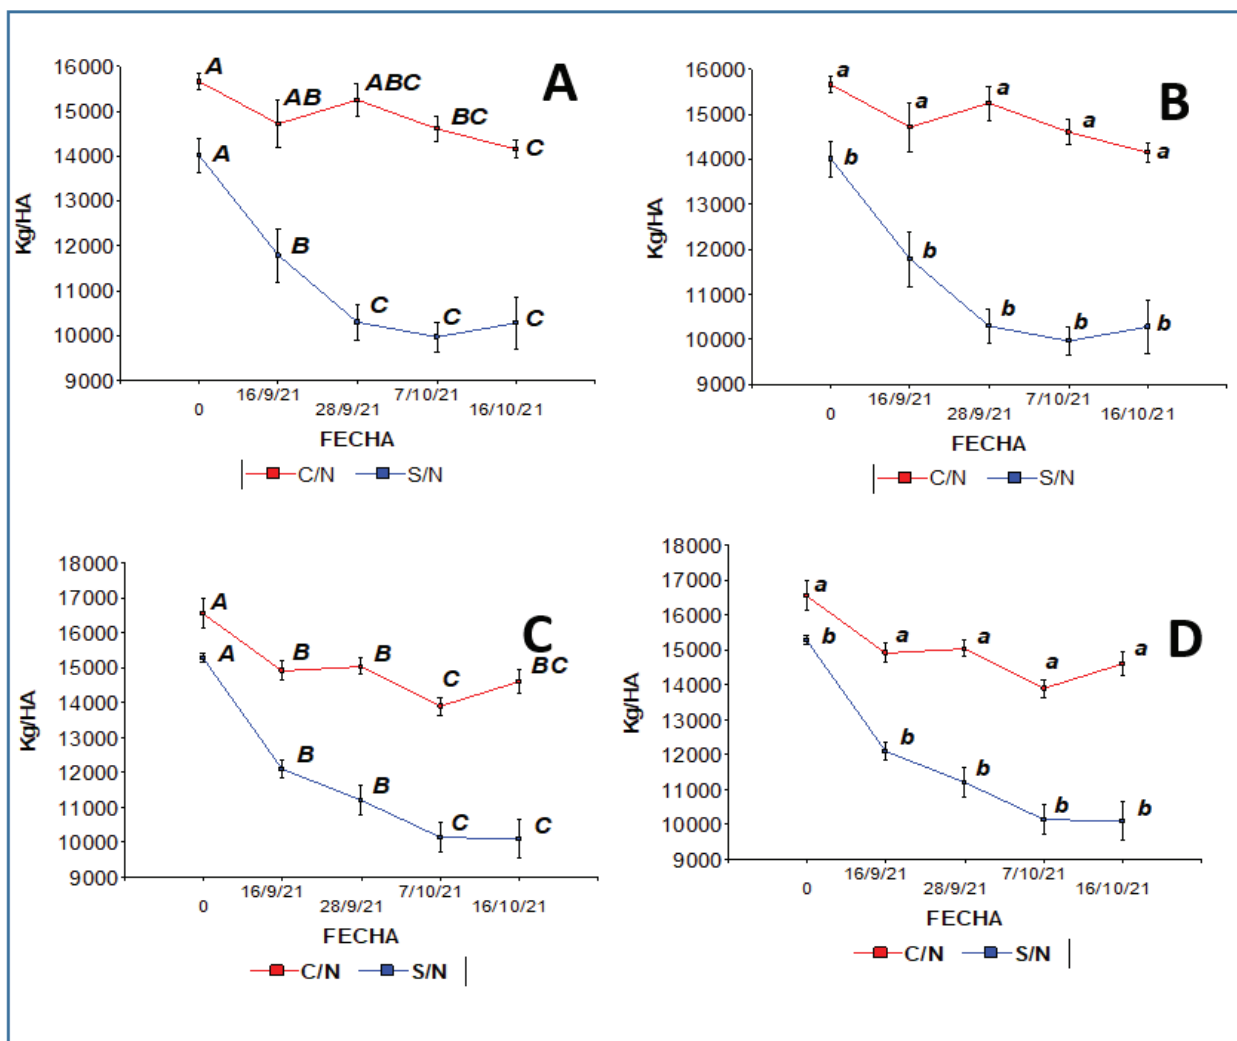 A
16000
15000
14000
13000
12000
11000
10000
9000
Kg/HA
A
AB
ABC
BC
C
A
B
C
C
C
0
16/9/21
28/9/21
7/10/21
16/10/21
FECHA
C/N S/N
B
16000
15000
14000
13000
12000
11000
10000
9000
Kg/HA
a
a
a
a
a
b
b
b
b
b
0
16/9/21
28/9/21
7/10/21
16/10/21
FECHA
C/N S/N
C
18000
17000
16000
15000
14000
13000
12000
11000
10000
9000
Kg/HA
A
B
B
C
BC
A
B
B
C
C
0
16/9/21
28/9/21
7/10/21
16/10/21
FECHA
C/N S/N
D
18000
17000
16000
15000
14000
13000
12000
11000
10000
9000
Kg/HA
a
a
a
a
a
b
b
b
b
b
0
16/9/21
28/9/21
7/10/21
16/10/21
FECHA
C/N S/N